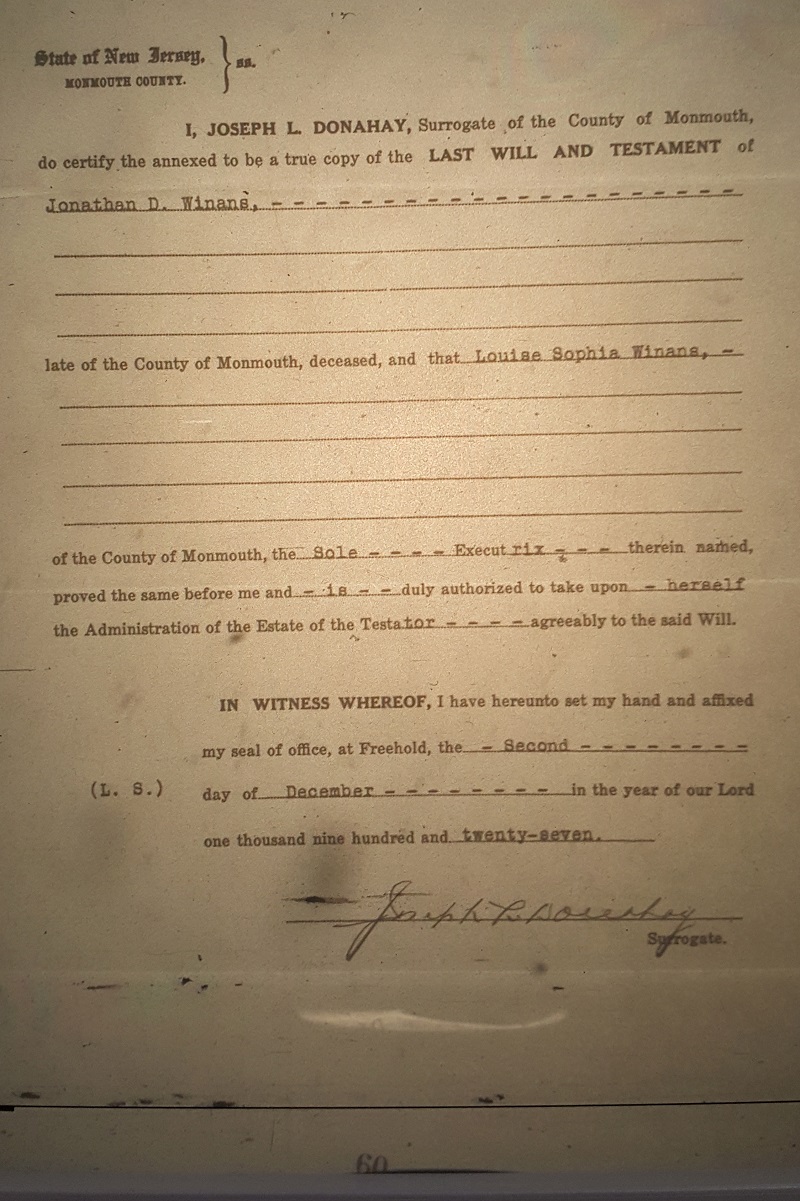 State of New Jersey, } ss.
MONMOUTH COUNTY.
I, JOSEPH L. DONAHAY, Surrogate of the County of Monmouth,
do certify the annexed to be a true copy of the LAST WILL AND TESTAMENT of
Jonathan D. Winans, - - - - - - - - - - - - - - - - - - - -
late of the County of Monmouth, deceased, and that Louise Sophia Winans, -
of the County of Monmouth, the Sole - - - - Executrix - - - therein named,
proved the same before me and - is - - duly authorized to take upon - herself
the Administration of the Estate of the Testator - - - - agreeably to the said Will.
IN WITNESS WHEREOF, I have hereunto set my hand and affixed
my seal of office, at Freehold, the - Second - - - - - - - -
(L. S.) day of December - - - - - - - - in the year of our Lord
one thousand nine hundred and twenty-seven.
Joseph L. Donahay
Surrogate.
60